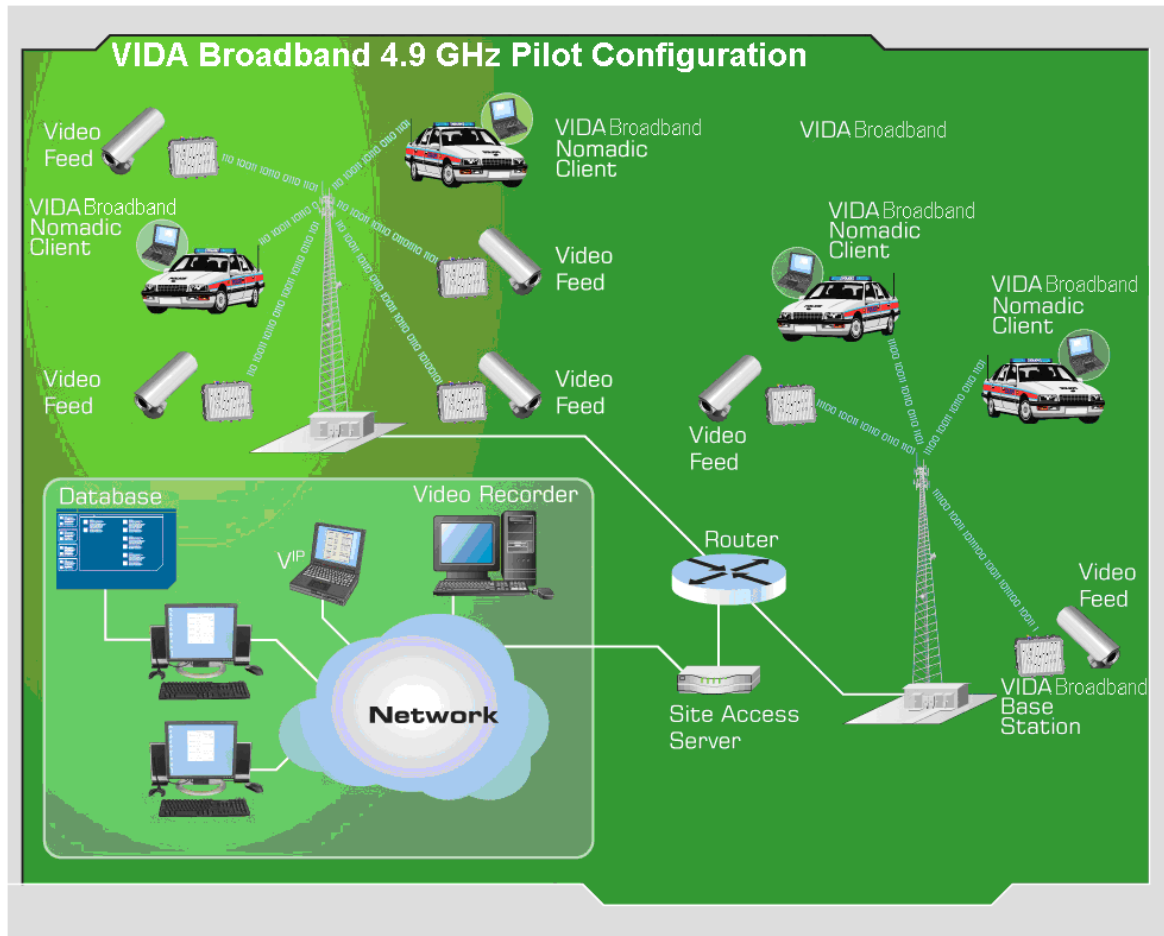 VIDA Broadband 4.9 GHz Pilot Configuration
Video
Feed
VIDA Broadband
Nomadic
Client
VIDA Broadband
VIDA Broadband
Nomadic
Client
Video
Feed
VIDA Broadband
Nomadic
Client
VIDA Broadband
Nomadic
Client
Video
Feed
Video
Feed
Video
Feed
Video
Feed
Database
VIP
Video Recorder
Router
Video
Feed
Network
Site Access
Server
VIDA Broadband
Base
Station